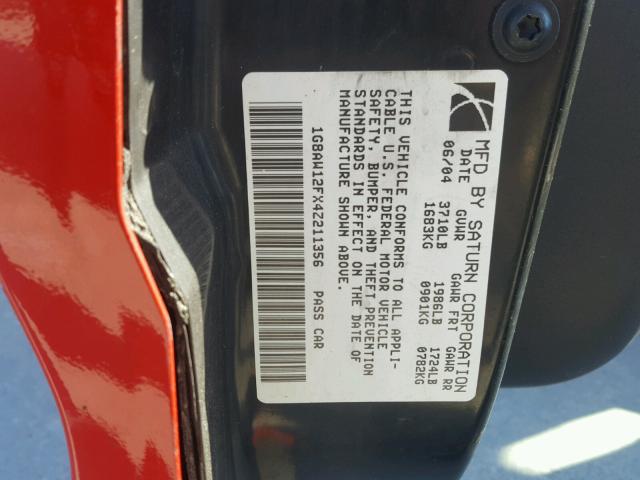 MFD BY SATURN CORPORATION
DATE GVWR GAWR FRT GAWR RR
06/04 3710LB 1986LB 1724LB
1683KG 0901KG 0782KG
THIS VEHICLE CONFORMS TO ALL APPLI-
CABLE U.S. FEDERAL MOTOR VEHICLE
SAFETY, BUMPER, AND THEFT PREVENTION
STANDARDS IN EFFECT ON THE DATE OF
MANUFACTURE SHOWN ABOVE.
1G8AW12FX4Z211356 PASS CAR